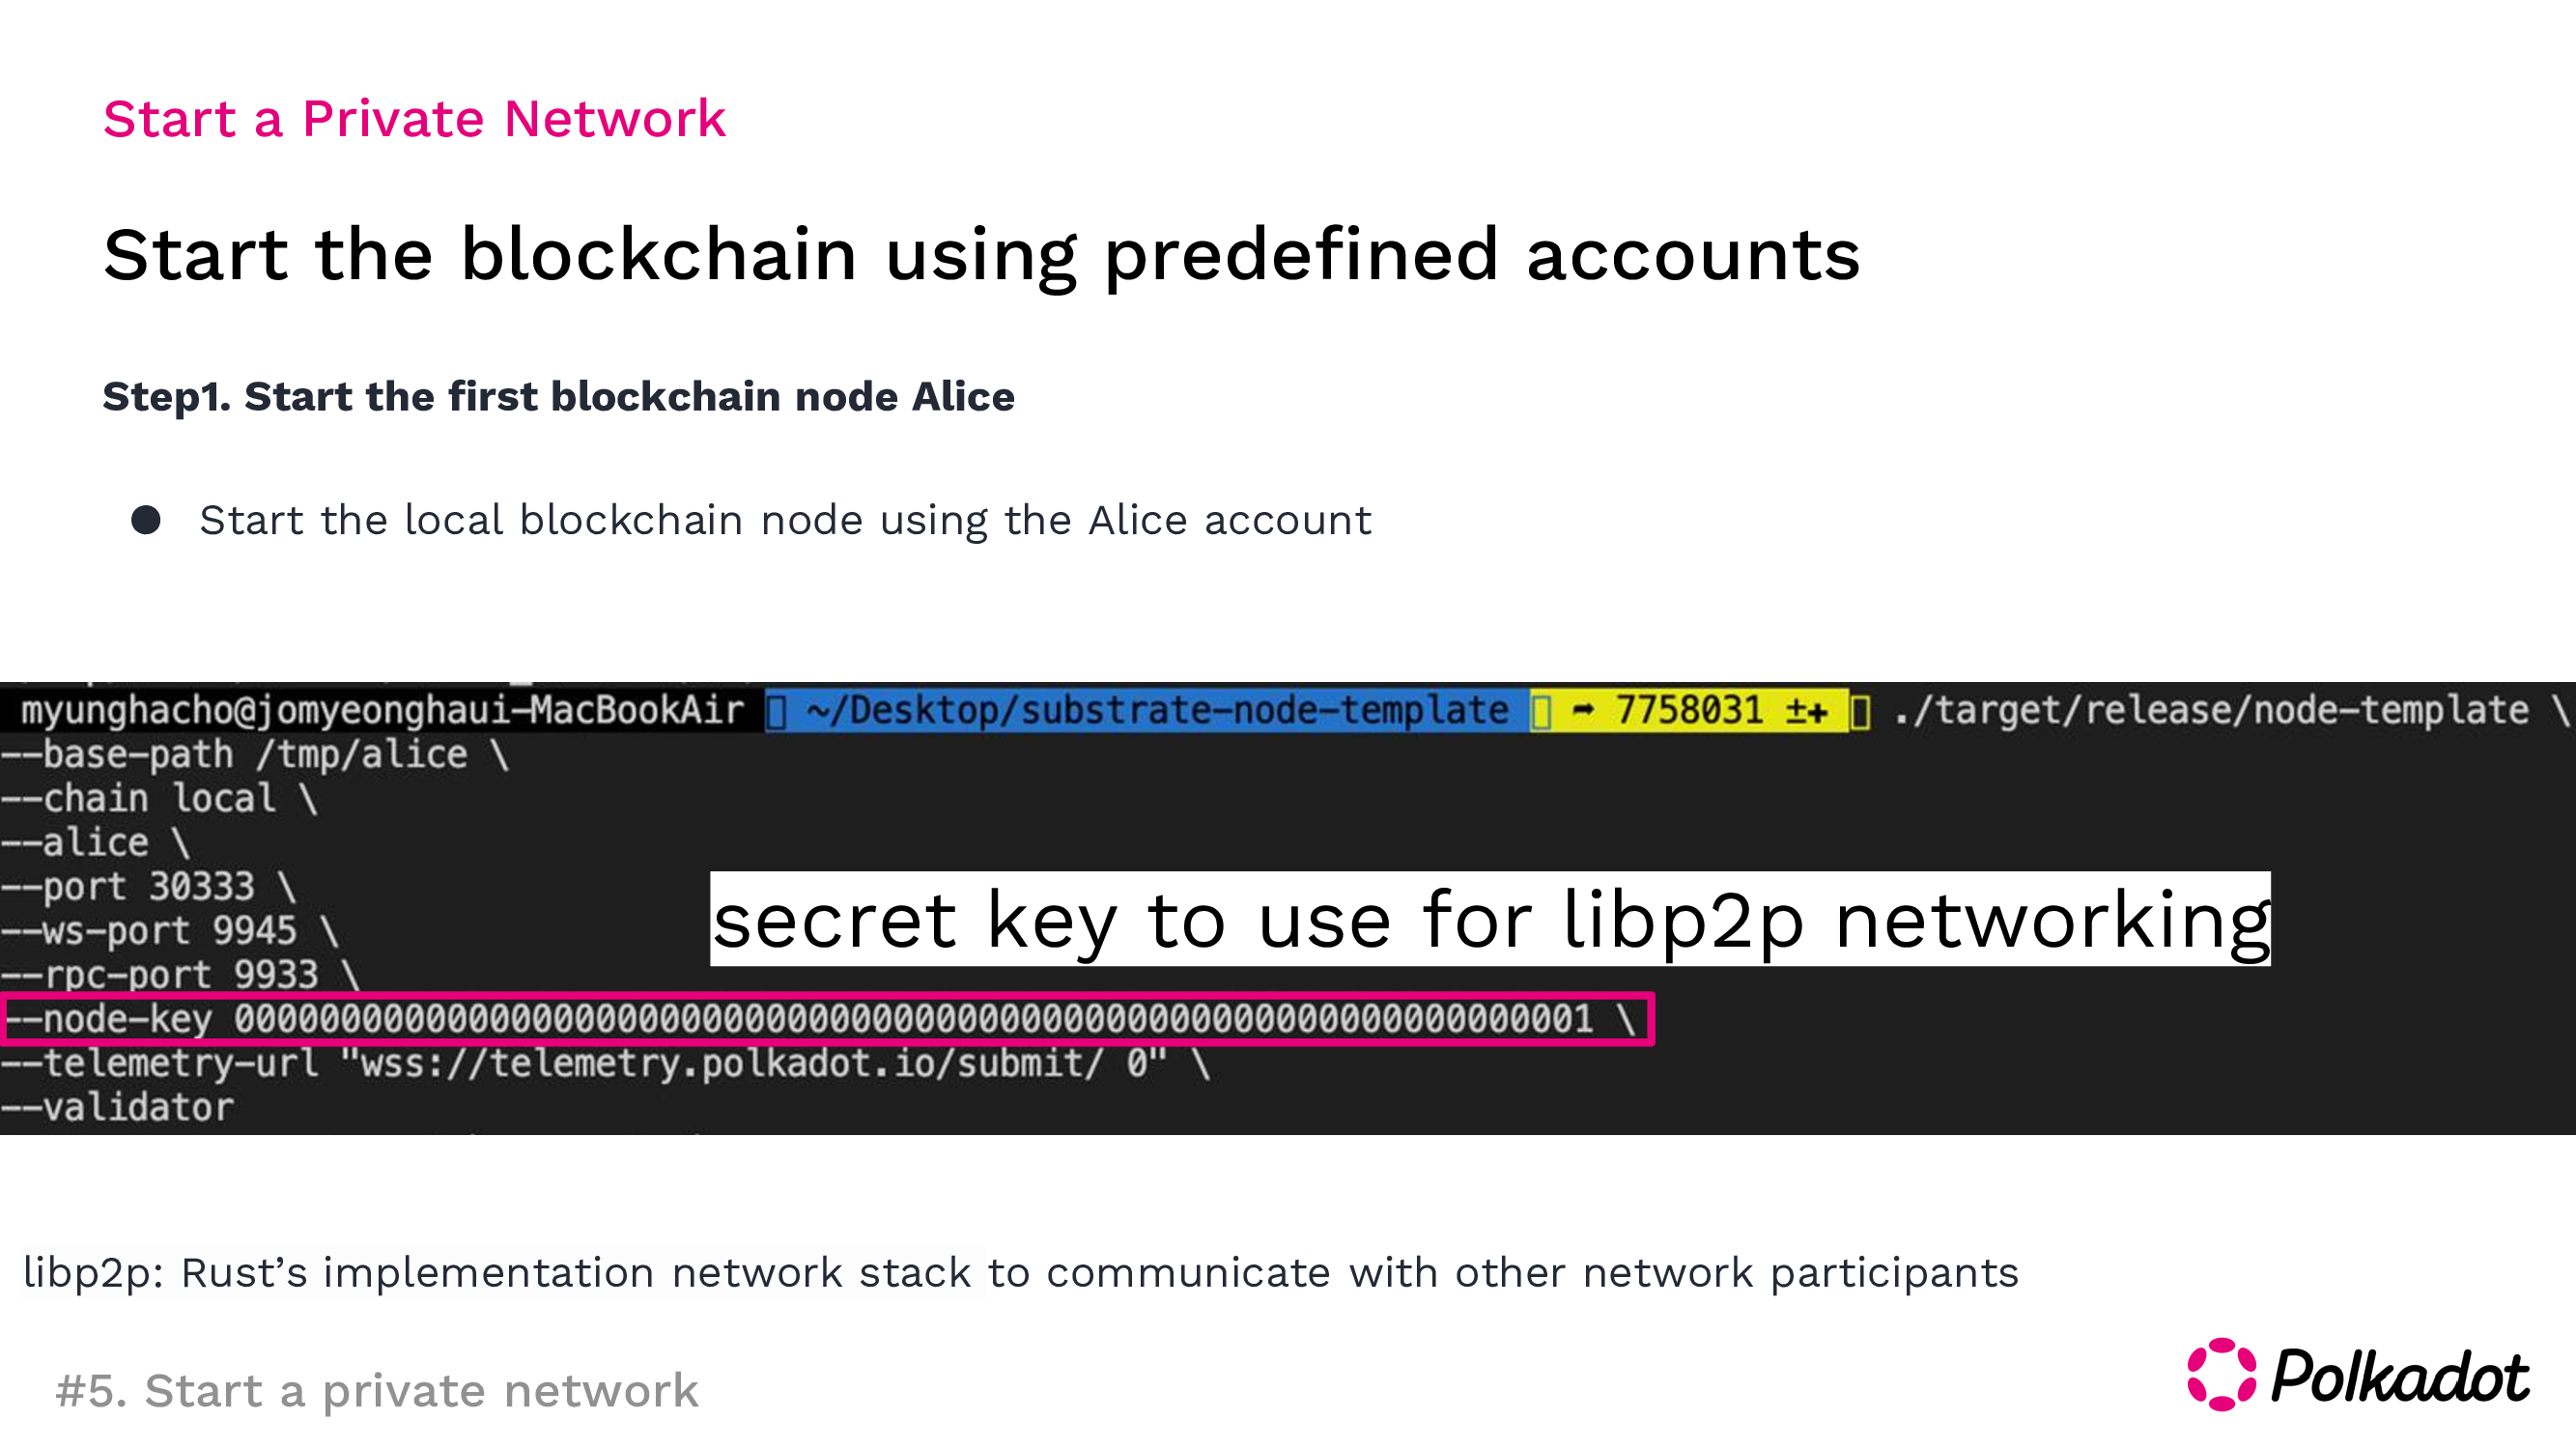 Start a Private Network
Start the blockchain using predefined accounts
Step1. Start the first blockchain node Alice
● Start the local blockchain node using the Alice account
myunghacho@jomyeonghaui-MacBookAir ~/Desktop/substrate-node-template ➦ 7758031 ±✚ ./target/release/node-template \
--base-path /tmp/alice \
--chain local \
--alice \
--port 30333 \
--ws-port 9945 \
--rpc-port 9933 \
secret key to use for libp2p networking
--node-key 0000000000000000000000000000000000000000000000000000000000000001 \
--telemetry-url "wss://telemetry.polkadot.io/submit/ 0" \
--validator
libp2p: Rust’s implementation network stack to communicate with other network participants
#5. Start a private network
Polkadot